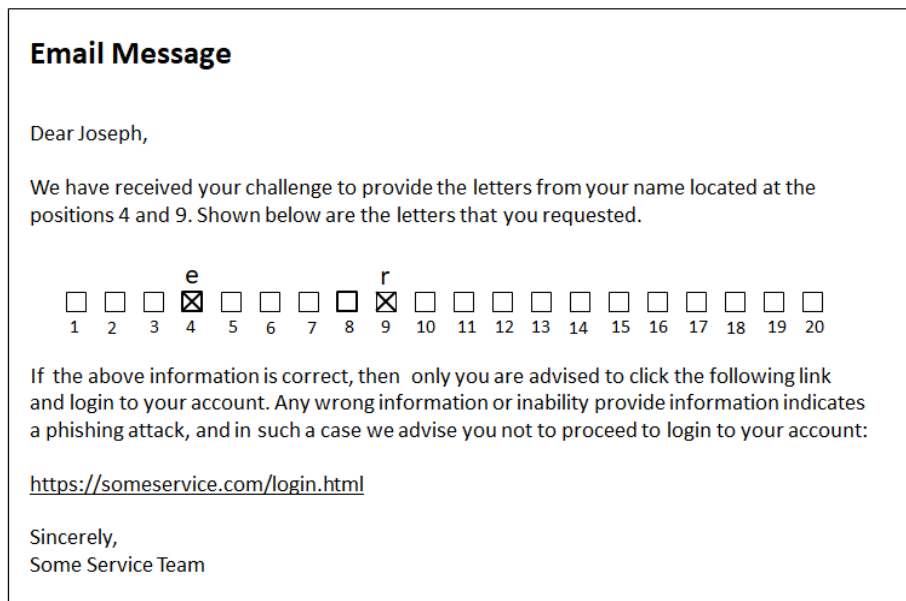 Email Message
Dear Joseph,
We have received your challenge to provide the letters from your name located at the
positions 4 and 9. Shown below are the letters that you requested.
e r
1 2 3 4 5 6 7 8 9 10 11 12 13 14 15 16 17 18 19 20
If the above information is correct, then only you are advised to click the following link
and login to your account. Any wrong information or inability provide information indicates
a phishing attack, and in such a case we advise you not to proceed to login to your account:
https://someservice.com/login.html
Sincerely,
Some Service Team